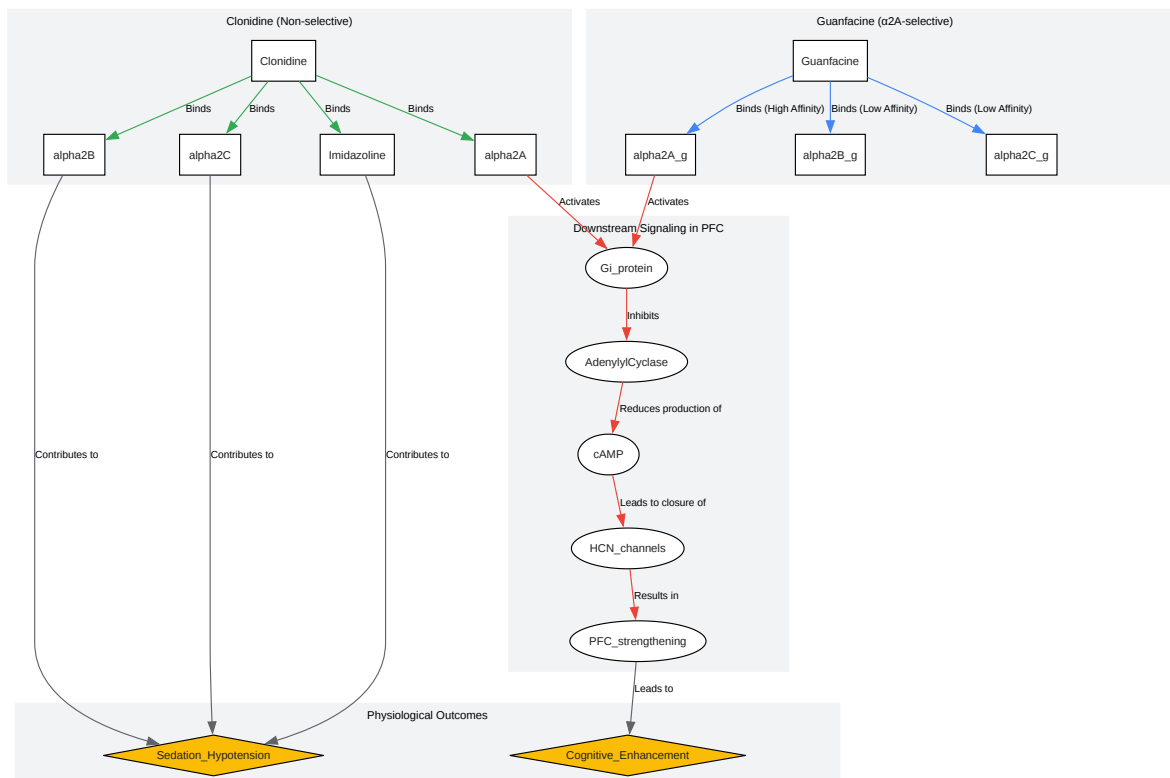 Clonidine (Non-selective)
Guanfacine (α2A-selective)
Clonidine
Guanfacine
Binds
Binds
Binds
Binds
Binds (High Affinity)
Binds (Low Affinity)
Binds (Low Affinity)
alpha2B
alpha2C
Imidazoline
alpha2A
alpha2A_g
alpha2B_g
alpha2C_g
Activates
Activates
Downstream Signaling in PFC
Gi_protein
Inhibits
AdenylylCyclase
Reduces production of
cAMP
Contributes to
Contributes to
Contributes to
Leads to closure of
HCN_channels
Results in
PFC_strengthening
Leads to
Physiological Outcomes
Sedation_Hypotension
Cognitive_Enhancement